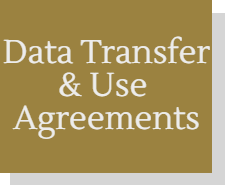 Data Transfer
& Use
Agreements